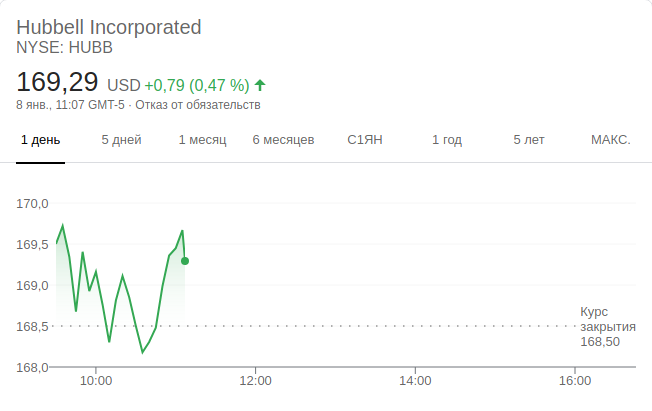 Hubbell Incorporated
NYSE: HUBB
169,29 USD +0,79 (0,47 %)
8 янв., 11:07 GMT-5 · Отказ от обязательств
1 день 5 дней 1 месяц 6 месяцев С1ЯН 1 год 5 лет МАКС.
170,0
169,5
169,0
168,5
168,0
Курс
закрытия
168,50
10:00 12:00 14:00 16:00